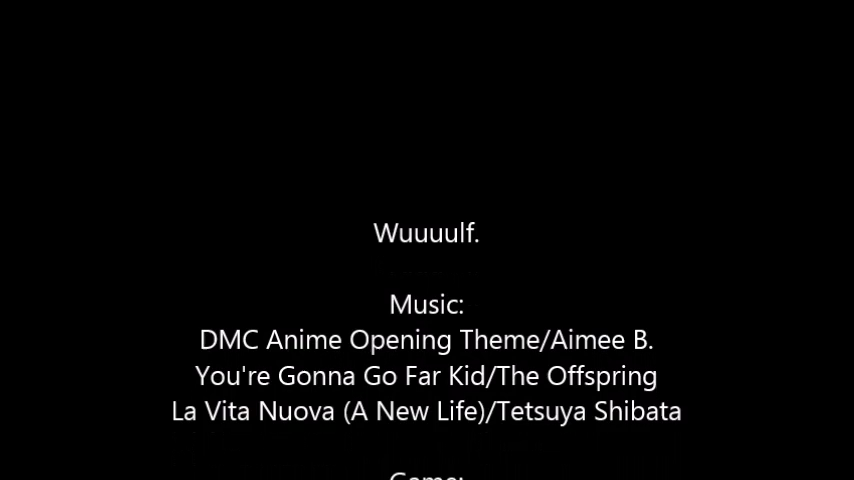 Wuuuulf.
Music:
DMC Anime Opening Theme/Aimee B.
You're Gonna Go Far Kid/The Offspring
La Vita Nuova (A New Life)/Tetsuya Shibata